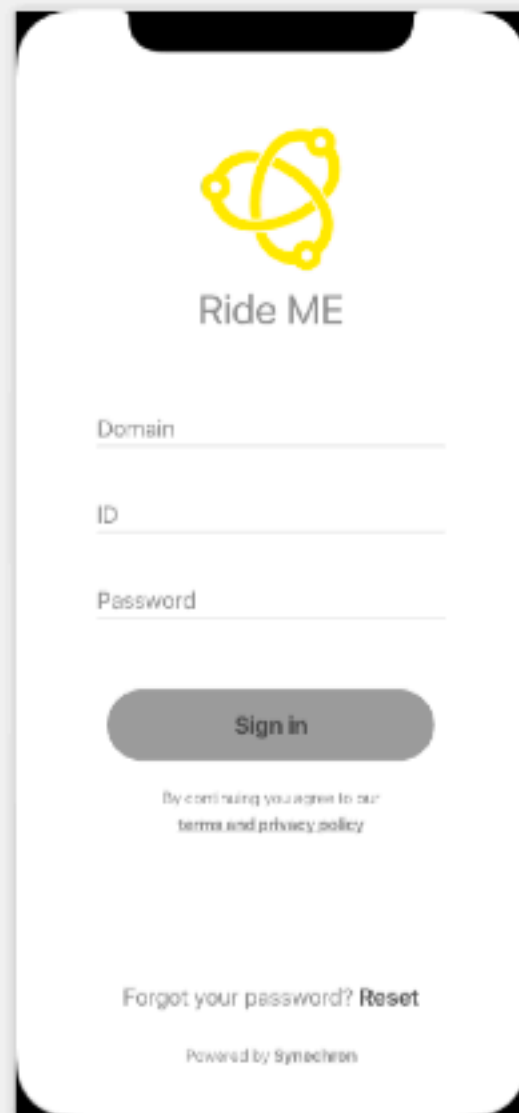 Ride ME
Domain
ID
Password
Sign in
By continuing you agree to our
terms and privacy policy
Forgot your password? Reset
Powered by Synechron